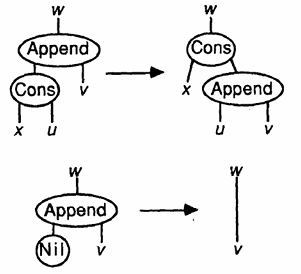 w w
Append Cons
Cons v x Append
x u u v
w w
Append
Nil v v